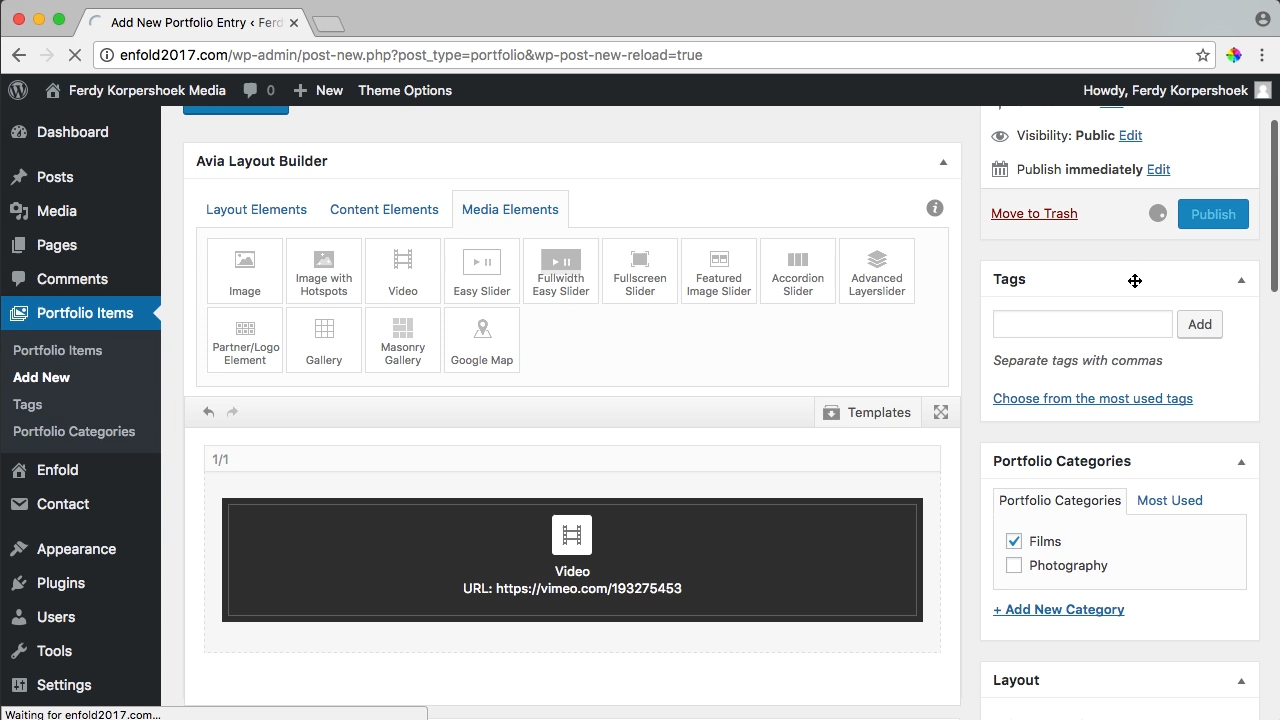 Add New Portfolio Entry ‹ Ferd
enfold2017.com/wp-admin/post-new.php?post_type=portfolio&wp-post-new-reload=true
Ferdy Korpershoek Media
0
New
Theme Options
Howdy, Ferdy Korpershoek
Dashboard
Posts
Media
Pages
Comments
Portfolio Items
Portfolio Items
Add New
Tags
Portfolio Categories
Enfold
Contact
Appearance
Plugins
Users
Tools
Settings
Avia Layout Builder
Layout Elements
Content Elements
Media Elements
Image
Image with
Hotspots
Video
Easy Slider
Fullwidth
Easy Slider
Fullscreen
Slider
Featured
Image Slider
Accordion
Slider
Advanced
Layerslider
Partner/Logo
Element
Gallery
Masonry
Gallery
Google Map
Templates
1/1
Video
URL: https://vimeo.com/193275453
Visibility: Public Edit
Publish immediately Edit
Move to Trash
Publish
Tags
Add
Separate tags with commas
Choose from the most used tags
Portfolio Categories
Portfolio Categories
Most Used
Films
Photography
+ Add New Category
Layout
Waiting for enfold2017.com...